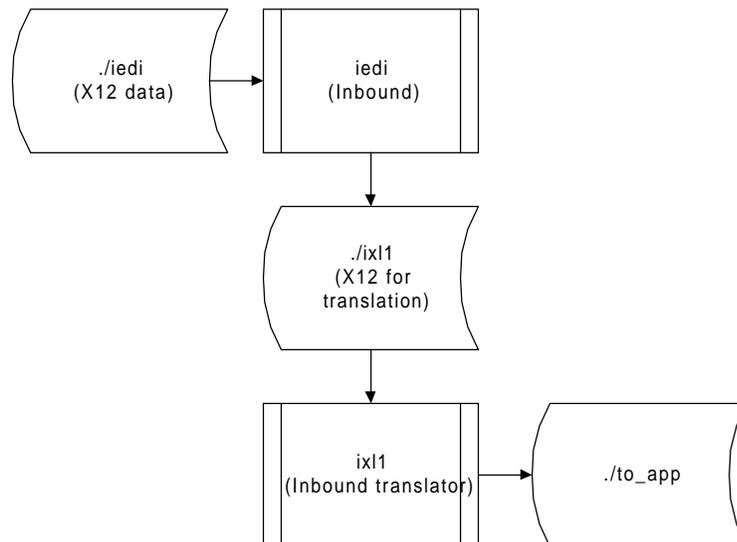 ./iedi
(X12 data)
iedi
(Inbound)
./ixl1
(X12 for
translation)
ixl1
(Inbound translator)
./to_app